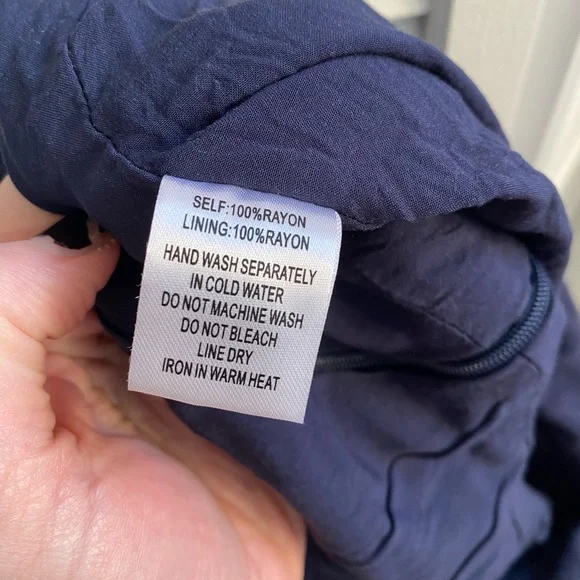 SELF:100%RAYON
LINING:100%RAYON
HAND WASH SEPARATELY
IN COLD WATER
DO NOT MACHINE WASH
DO NOT BLEACH
LINE DRY
IRON IN WARM HEAT